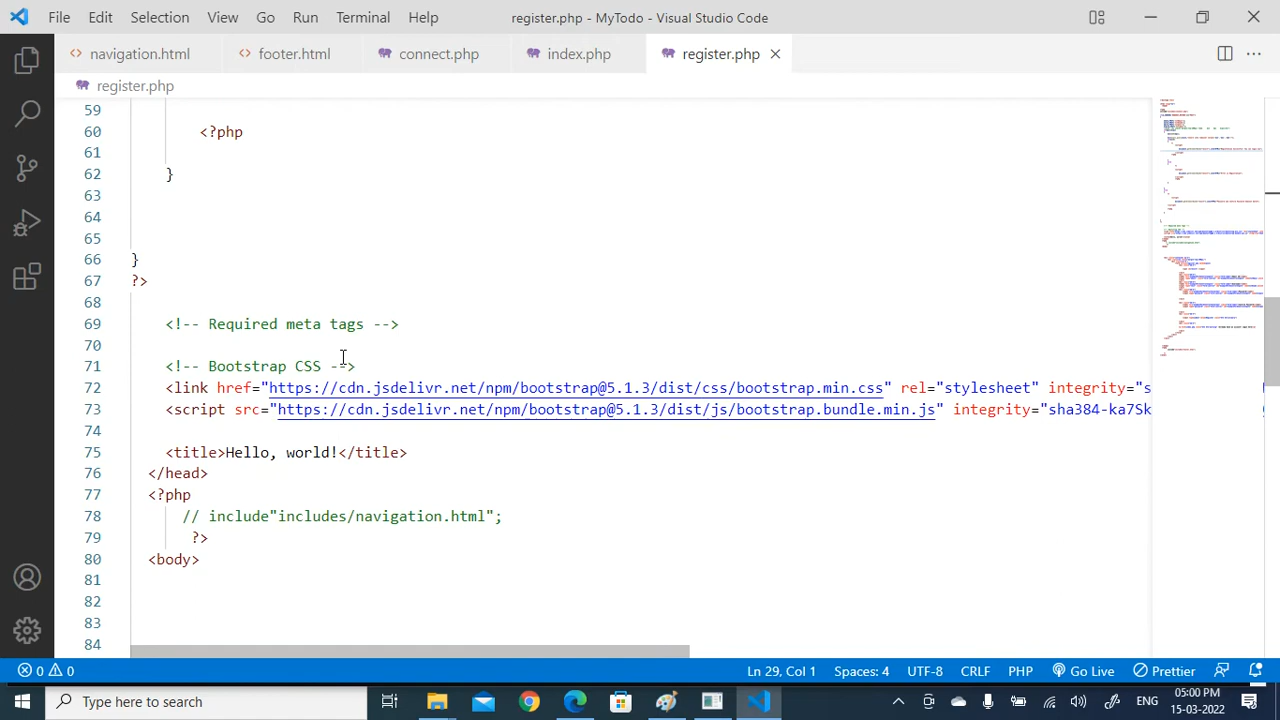 File Edit Selection View Go Run Terminal Help register.php - MyTodo - Visual Studio Code
navigation.html footer.html connect.php index.php register.php
register.php
59
60 <?php
61
62 }
63
64
65
66 }
67 ?>
68
69 <!-- Required meta tags -->
70
71 <!-- Bootstrap CSS -->
72 <link href="https://cdn.jsdelivr.net/npm/bootstrap@5.1.3/dist/css/bootstrap.min.css" rel="stylesheet" integrity="s
73 <script src="https://cdn.jsdelivr.net/npm/bootstrap@5.1.3/dist/js/bootstrap.bundle.min.js" integrity="sha384-ka7Sk
74
75 <title>Hello, world!</title>
76 </head>
77 <?php
78 // include"includes/navigation.html";
79 ?>
80 <body>
81
82
83
84
0 0 Ln 29, Col 1 Spaces: 4 UTF-8 CRLF PHP Go Live Prettier
Type here to search ENG 05:00 PM 15-03-2022